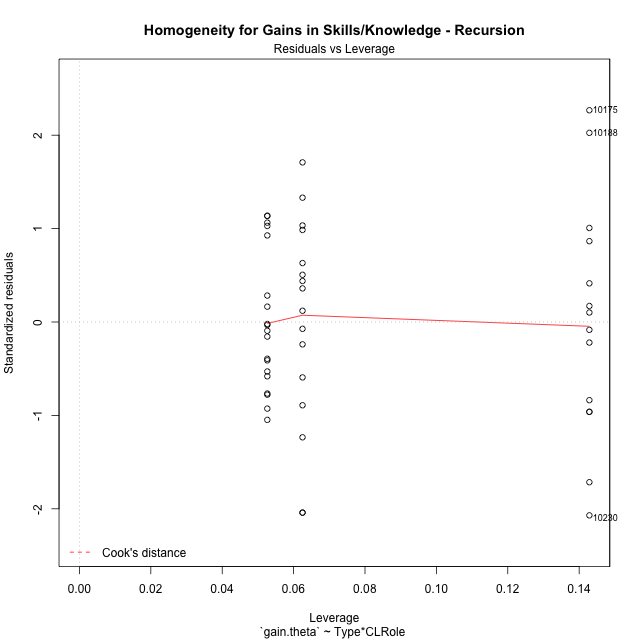 Homogeneity for Gains in Skills/Knowledge - Recursion
Residuals vs Leverage
10175
10188
2
1
0
-1
-2
Standardized residuals
10230
Cook's distance
0.00 0.02 0.04 0.06 0.08 0.10 0.12 0.14
Leverage
`gain.theta` ~ Type*CLRole